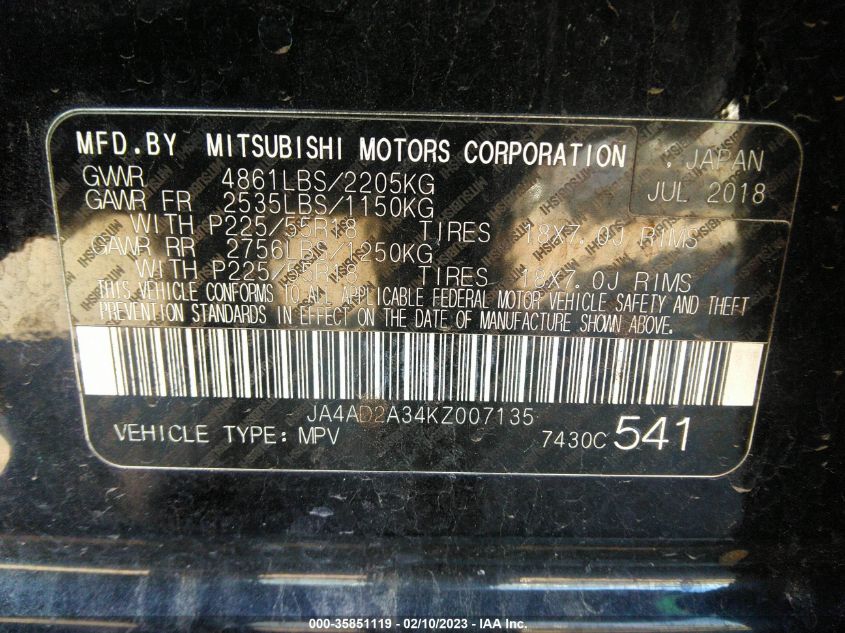 MFD.BY MITSUBISHI MOTORS CORPORATION
JAPAN
JUL 2018
GVWR 4861LBS/2205KG
GAWR FR 2535LBS/1150KG
WITH P225/55R18 TIRES 18X7.0J RIMS
GAWR RR 2756LBS/1250KG
WITH P225/55R18 TIRES 18X7.0J RIMS
THIS VEHICLE CONFORMS TO ALL APPLICABLE FEDERAL MOTOR VEHICLE SAFETY AND THEFT
PREVENTION STANDARDS IN EFFECT ON THE DATE OF MANUFACTURE SHOWN ABOVE.
JA4AD2A34KZ007135
VEHICLE TYPE: MPV 7430C 541
000-35851119 - 02/10/2023 - IAA Inc.